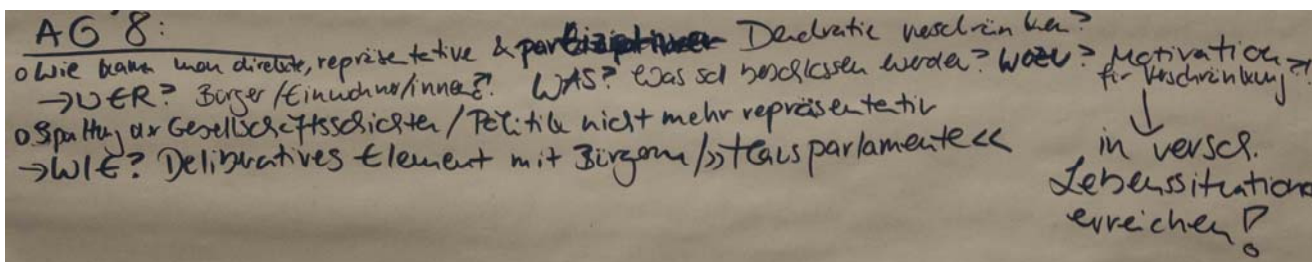 AG 8:
o Wie kann man direkte, repräsentative & partizipative Demokratie verschränken?
→ WER? Bürger/Einwohner/innen?! WAS? Was soll beschlossen werden? WOZU? Motivation für Verschränkung →
o Spaltung der Gesellschaftsschichten / Politik nicht mehr repräsentativ
→ WIE? Deliberatives Element mit Bürgern / »Hausparlamente«
↓
in versch.
Lebenssituationen
erreichen!